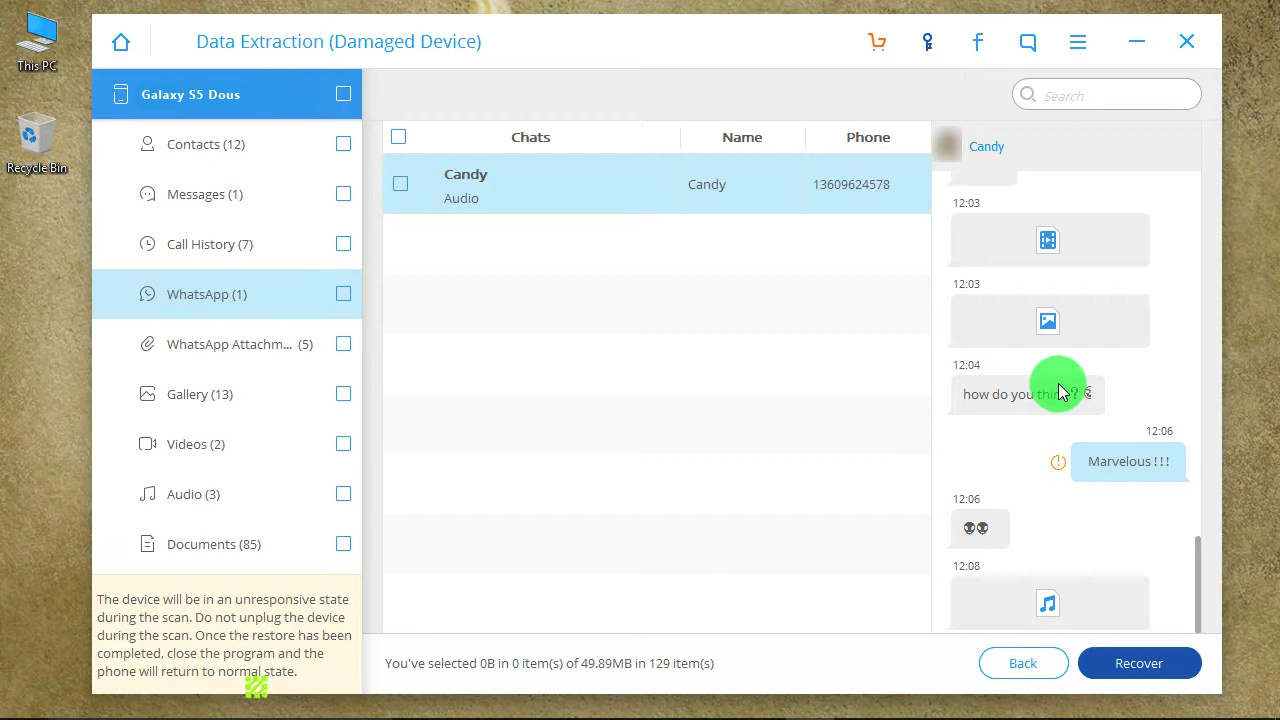 This PC
Recycle Bin
Data Extraction (Damaged Device)
Search
Galaxy S5 Dous
Contacts (12)
Messages (1)
Call History (7)
WhatsApp (1)
WhatsApp Attachm... (5)
Gallery (13)
Videos (2)
Audio (3)
Documents (85)
The device will be in an unresponsive state
during the scan. Do not unplug the device
during the scan. Once the restore has been
completed, close the program and the
phone will return to normal state.
Chats Name Phone
Candy
Audio
Candy
13609624578
Candy
12:03
12:03
12:04
how do you think?
12:06
Marvelous!!!
12:06
12:08
You've selected 0B in 0 item(s) of 49.89MB in 129 item(s)
Back
Recover